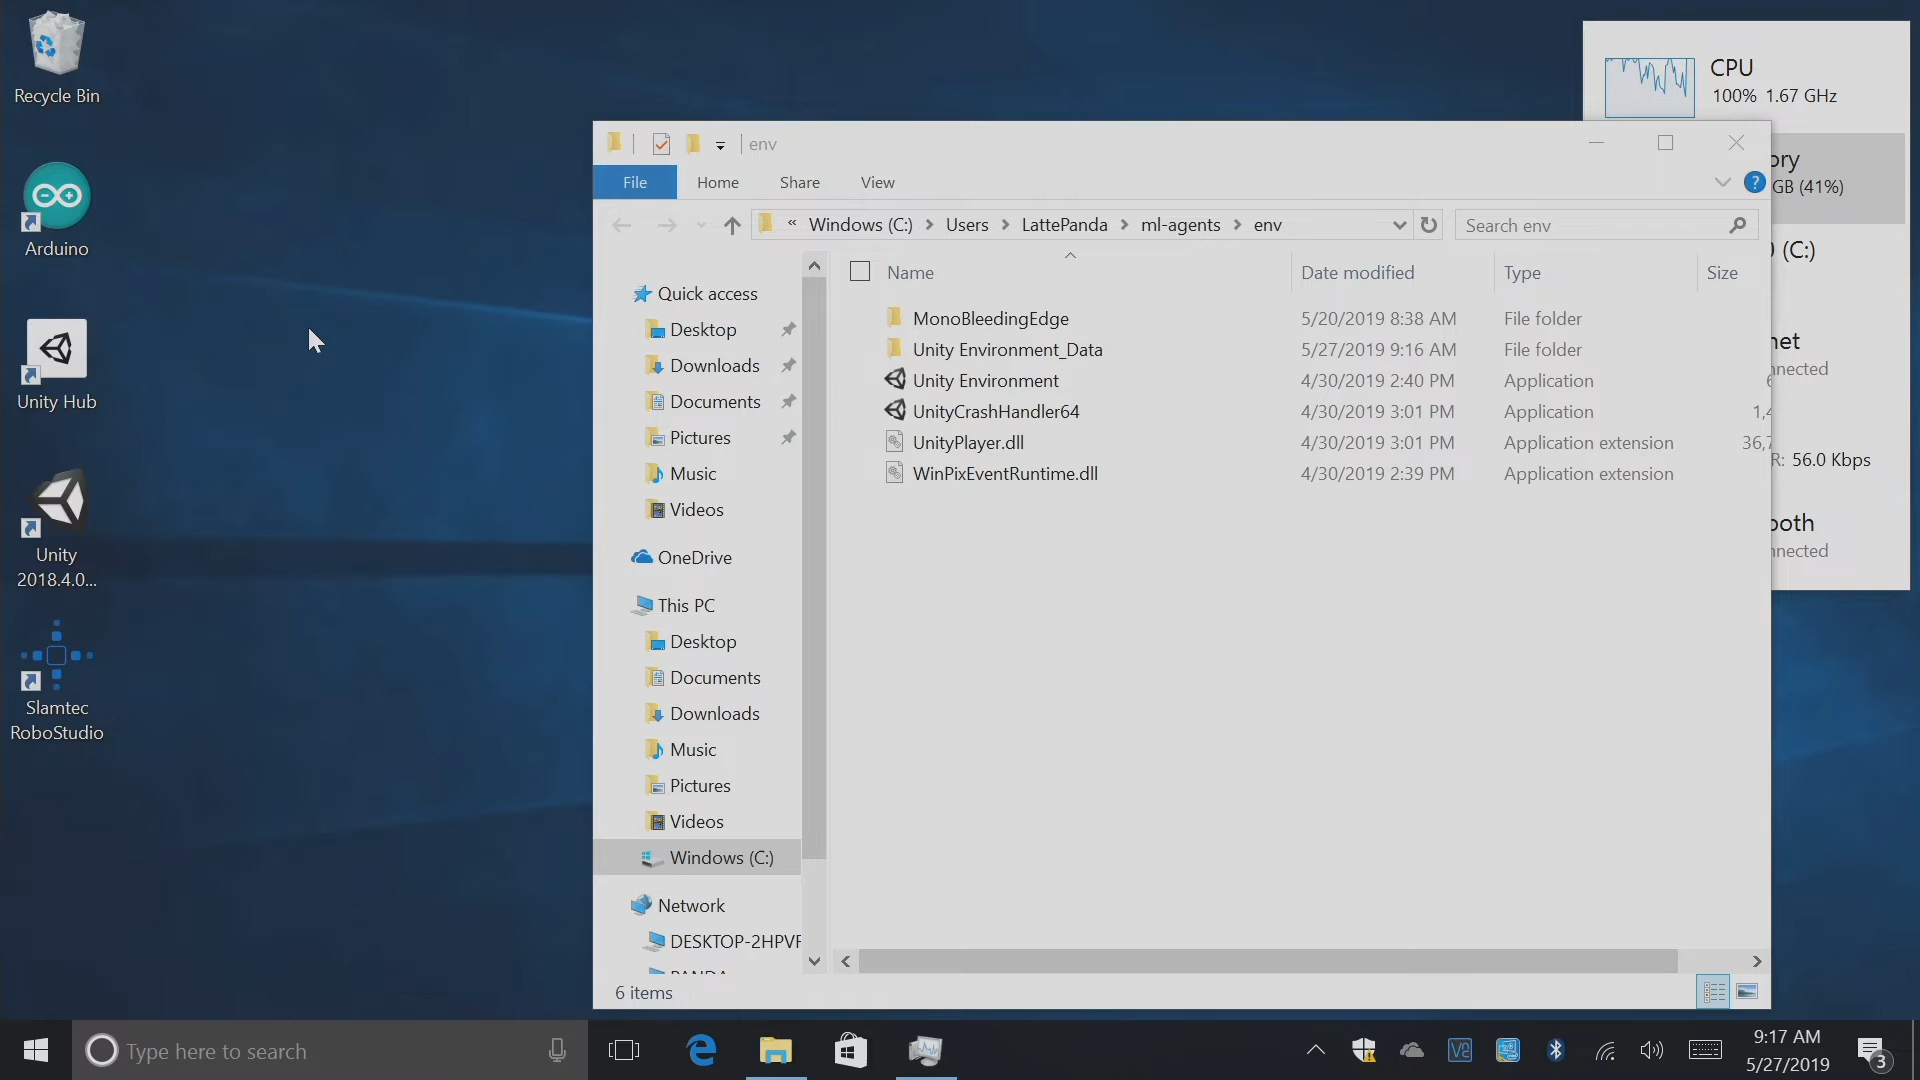 Recycle Bin
Arduino
Unity Hub
Unity
2018.4.0...
Slamtec
RoboStudio
CPU
100% 1.67 GHz
GB (41%)
(C:)
R: 56.0 Kbps
env
File
Home
Share
View
« Windows (C:) > Users > LattePanda > ml-agents > env
Search env
Name
Date modified
Type
Size
MonoBleedingEdge 5/20/2019 8:38 AM File folder
Unity Environment_Data 5/27/2019 9:16 AM File folder
Unity Environment 4/30/2019 2:40 PM Application
UnityCrashHandler64 4/30/2019 3:01 PM Application 1,4
UnityPlayer.dll 4/30/2019 3:01 PM Application extension 36,7
WinPixEventRuntime.dll 4/30/2019 2:39 PM Application extension
Quick access
Desktop
Downloads
Documents
Pictures
Music
Videos
OneDrive
This PC
Desktop
Documents
Downloads
Music
Pictures
Videos
Windows (C:)
Network
DESKTOP-2HPVF
6 items
Type here to search
9:17 AM
5/27/2019
3